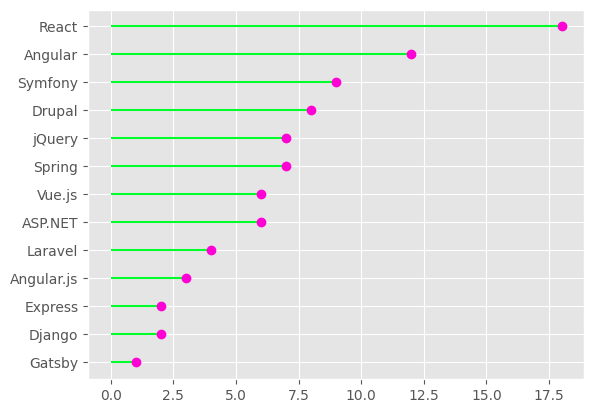 React
Angular
Symfony
Drupal
jQuery
Spring
Vue.js
ASP.NET
Laravel
Angular.js
Express
Django
Gatsby
0.0 2.5 5.0 7.5 10.0 12.5 15.0 17.5